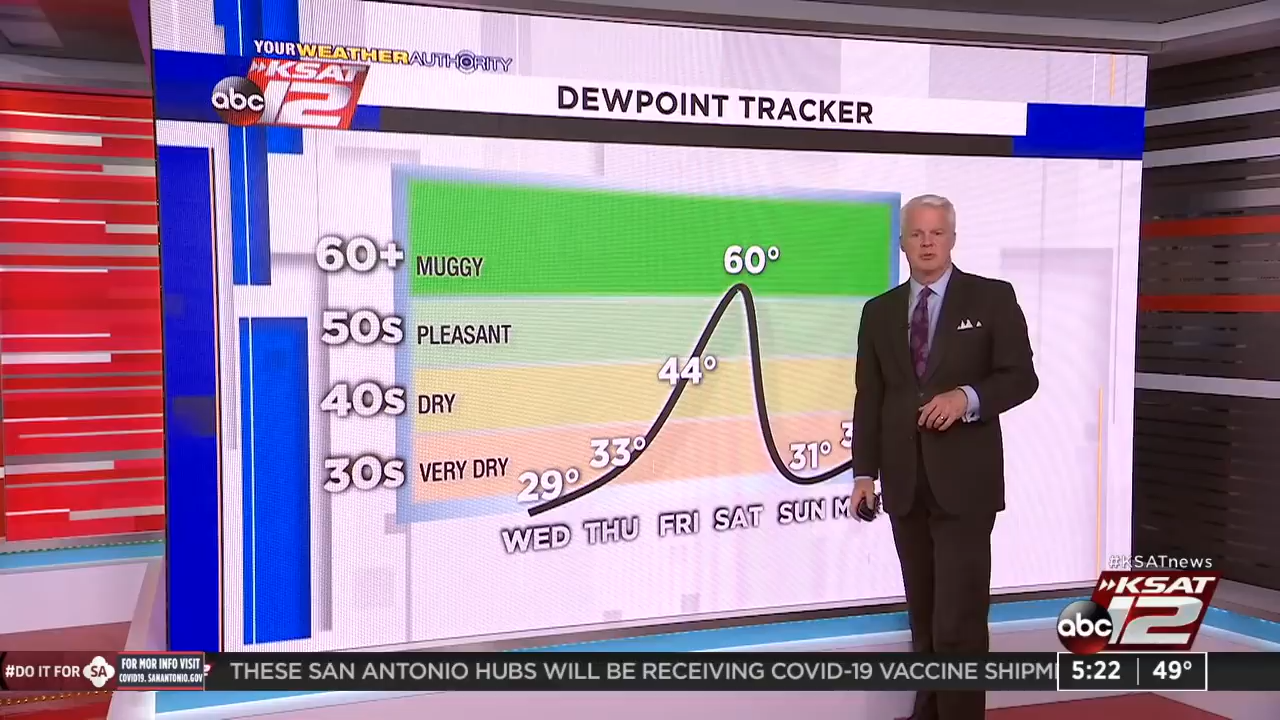 YOUR WEATHER AUTHORITY
KSAT
abc 12
DEWPOINT TRACKER
60+ MUGGY
60°
50s PLEASANT
44°
40s DRY
33°
31°
30s VERY DRY
29°
WED THU FRI SAT SUN M
#KSATnews
KSAT
abc 12
#DO IT FOR SA
FOR MOR INFO VISIT
COVID19.SANANTONIO.GOV
THESE SAN ANTONIO HUBS WILL BE RECEIVING COVID-19 VACCINE SHIPM
5:22 49°